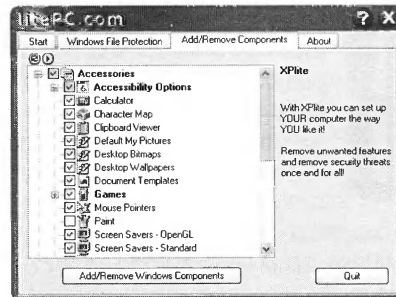 litePC.com
Start
Windows File Protection
Add/Remove Components
About
Accessories
Accessibility Options
Calculator
Character Map
Clipboard Viewer
Default My Pictures
Desktop Bitmaps
Desktop Wallpapers
Document Templates
Games
Mouse Pointers
Paint
Screen Savers - OpenGL
Screen Savers - Standard
XPlite
With XPlite you can set up
YOUR computer the way
YOU like it!
Remove unwanted features
and remove security threats
once and for all!
Add/Remove Windows Components
Quit